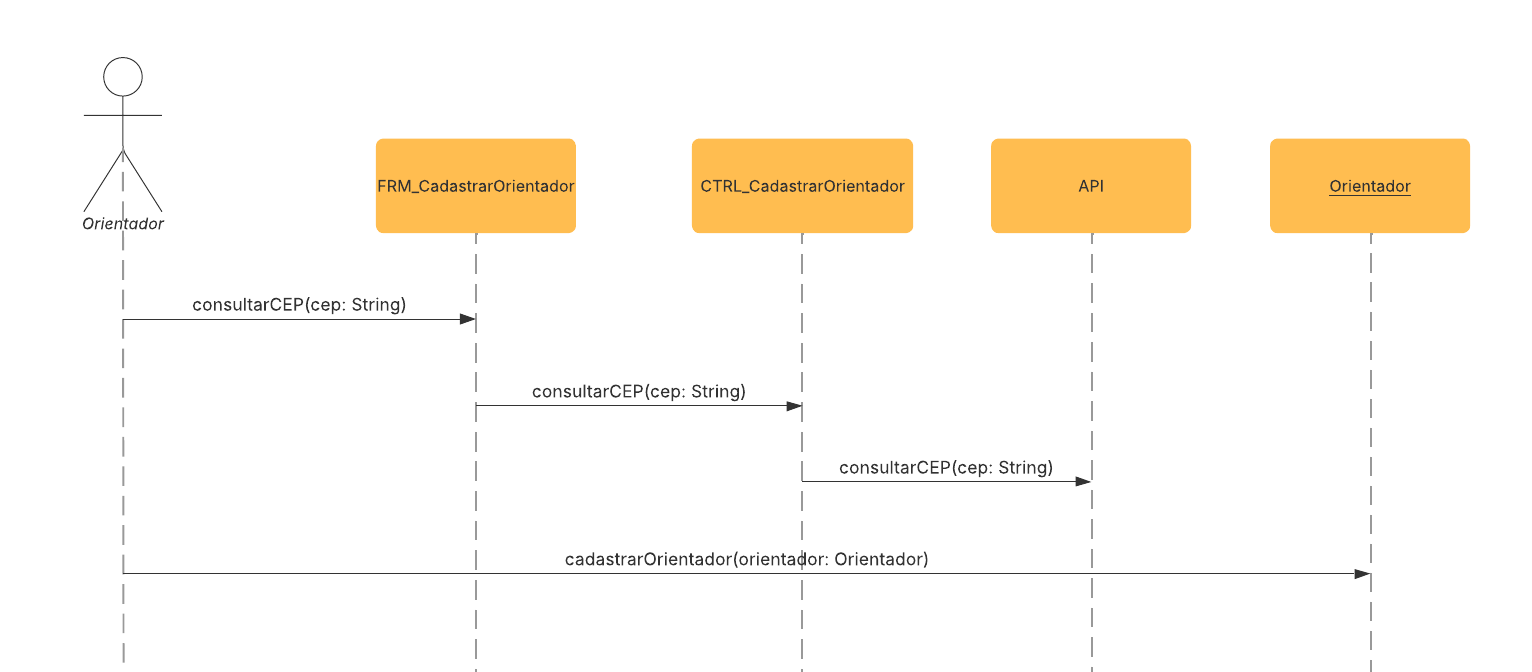 FRM_CadastrarOrientador
CTRL_CadastrarOrientador
API
Orientador
Orientador
consultarCEP(cep: String)
consultarCEP(cep: String)
consultarCEP(cep: String)
cadastrarOrientador(orientador: Orientador)